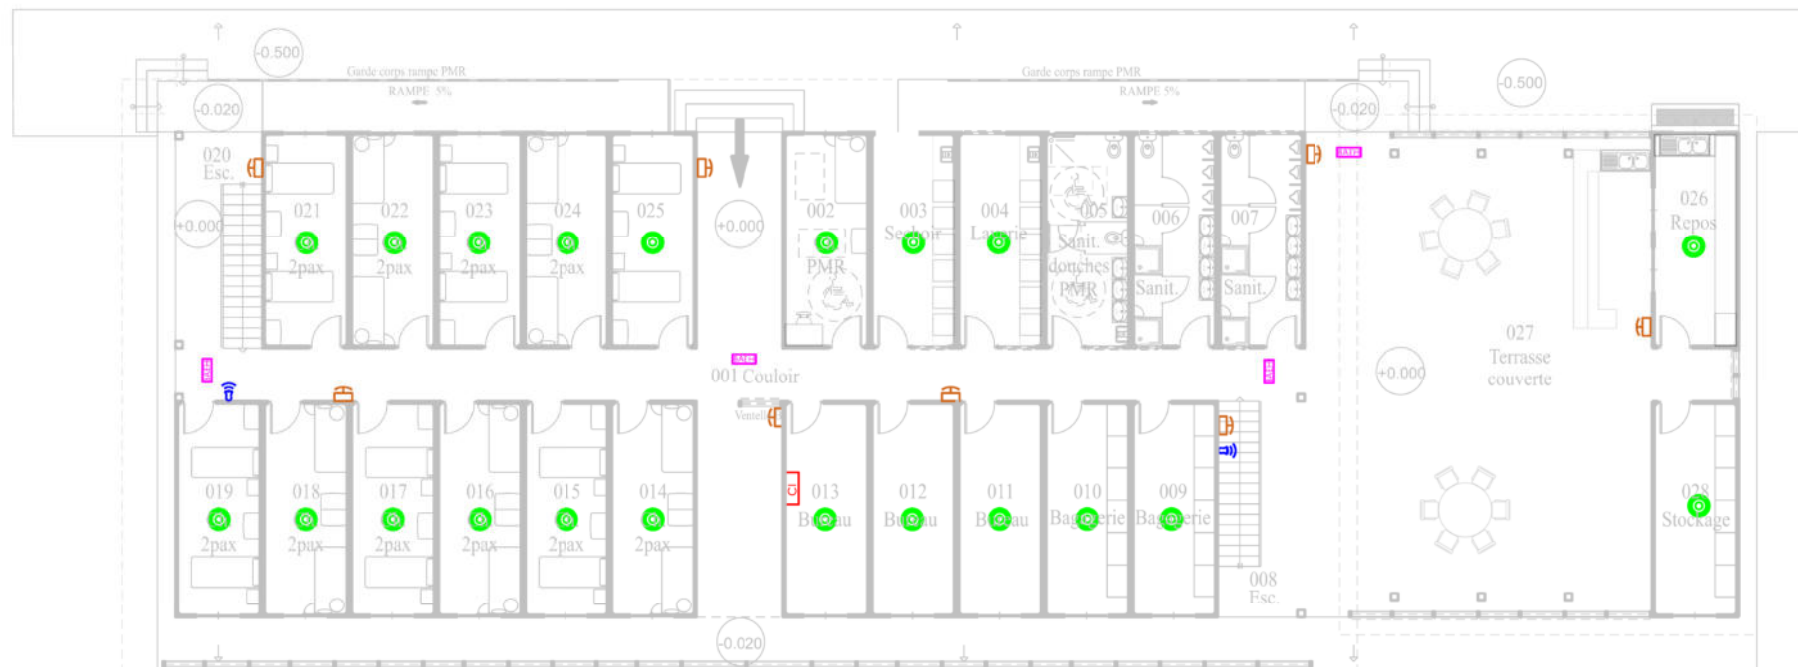 -0.500
Garde corps rampe PMR
Garde corps rampe PMR
-0.500
RAMPE 5%
RAMPE 5%
-0.020
-0.020
020
Esc.
+0.000
021
2pax
022
2pax
023
2pax
024
2pax
025
+0.000
002
PMR
003
Sechoir
004
Laverie
005
Sanit.
douches
PMR
006
Sanit.
007
Sanit.
026
Repos
027
Terrasse
couverte
+0.000
001 Couloir
019
2pax
018
2pax
017
2pax
016
2pax
015
2pax
014
2pax
CI
013
Bureau
012
Bureau
011
Bureau
010
Bagagerie
009
Bagagerie
008
Esc.
028
Stockage
-0.020